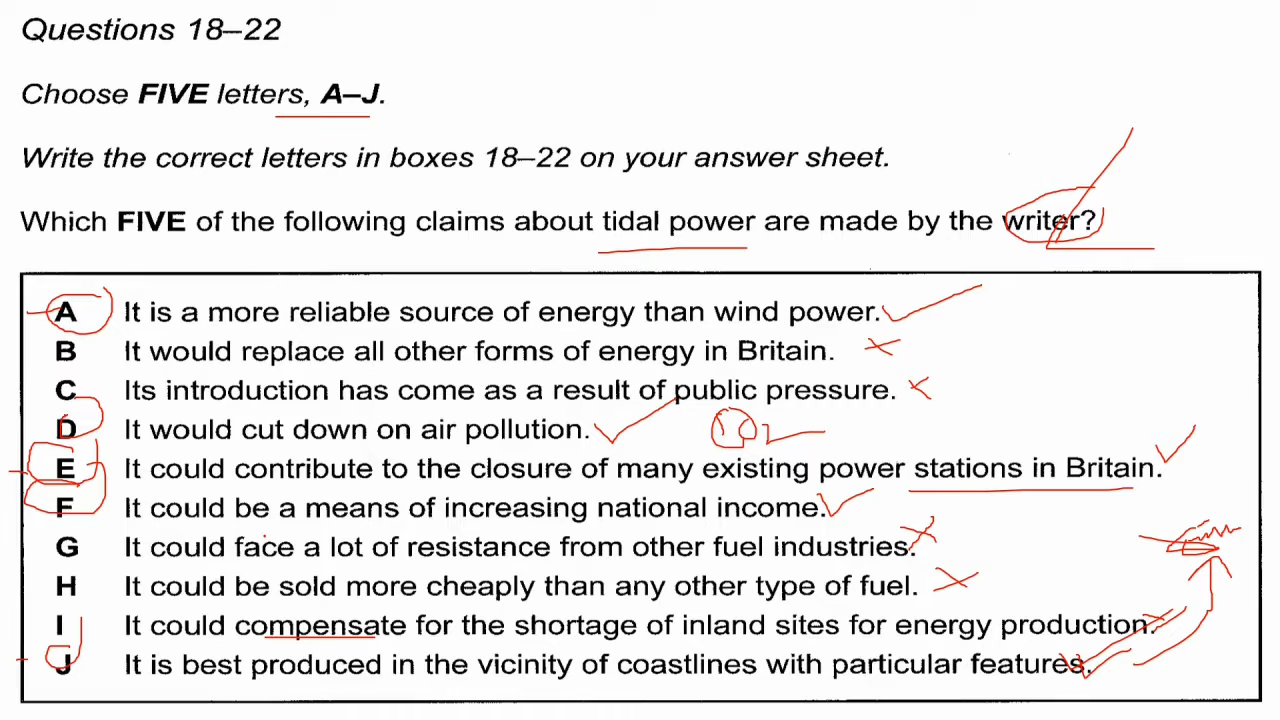 Questions 18–22
Choose FIVE letters, A–J.
Write the correct letters in boxes 18–22 on your answer sheet.
Which FIVE of the following claims about tidal power are made by the writer?
A It is a more reliable source of energy than wind power.
B It would replace all other forms of energy in Britain.
C Its introduction has come as a result of public pressure.
D It would cut down on air pollution.
E It could contribute to the closure of many existing power stations in Britain.
F It could be a means of increasing national income.
G It could face a lot of resistance from other fuel industries.
H It could be sold more cheaply than any other type of fuel.
I It could compensate for the shortage of inland sites for energy production.
J It is best produced in the vicinity of coastlines with particular features.